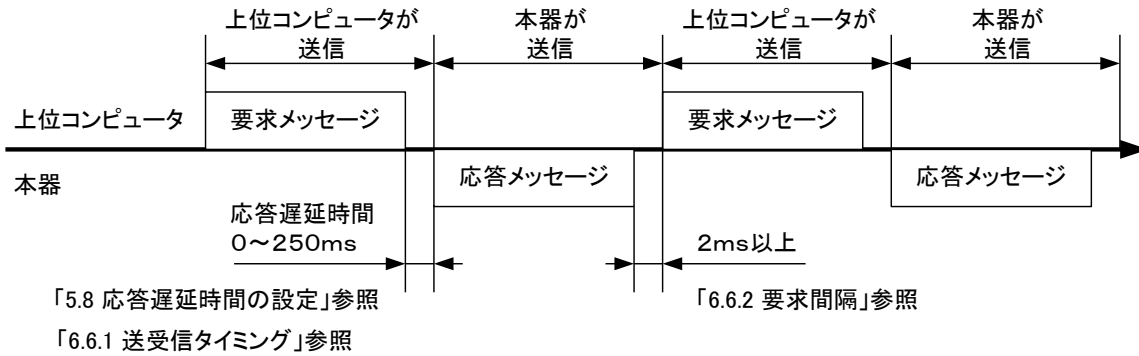 上位コンピュータが
送信
本器が
送信
上位コンピュータが
送信
本器が
送信
上位コンピュータ
要求メッセージ
要求メッセージ
本器
応答メッセージ
応答メッセージ
応答遅延時間
0～250ms
2ms以上
「5.8 応答遅延時間の設定」参照
「6.6.2 要求間隔」参照
「6.6.1 送受信タイミング」参照